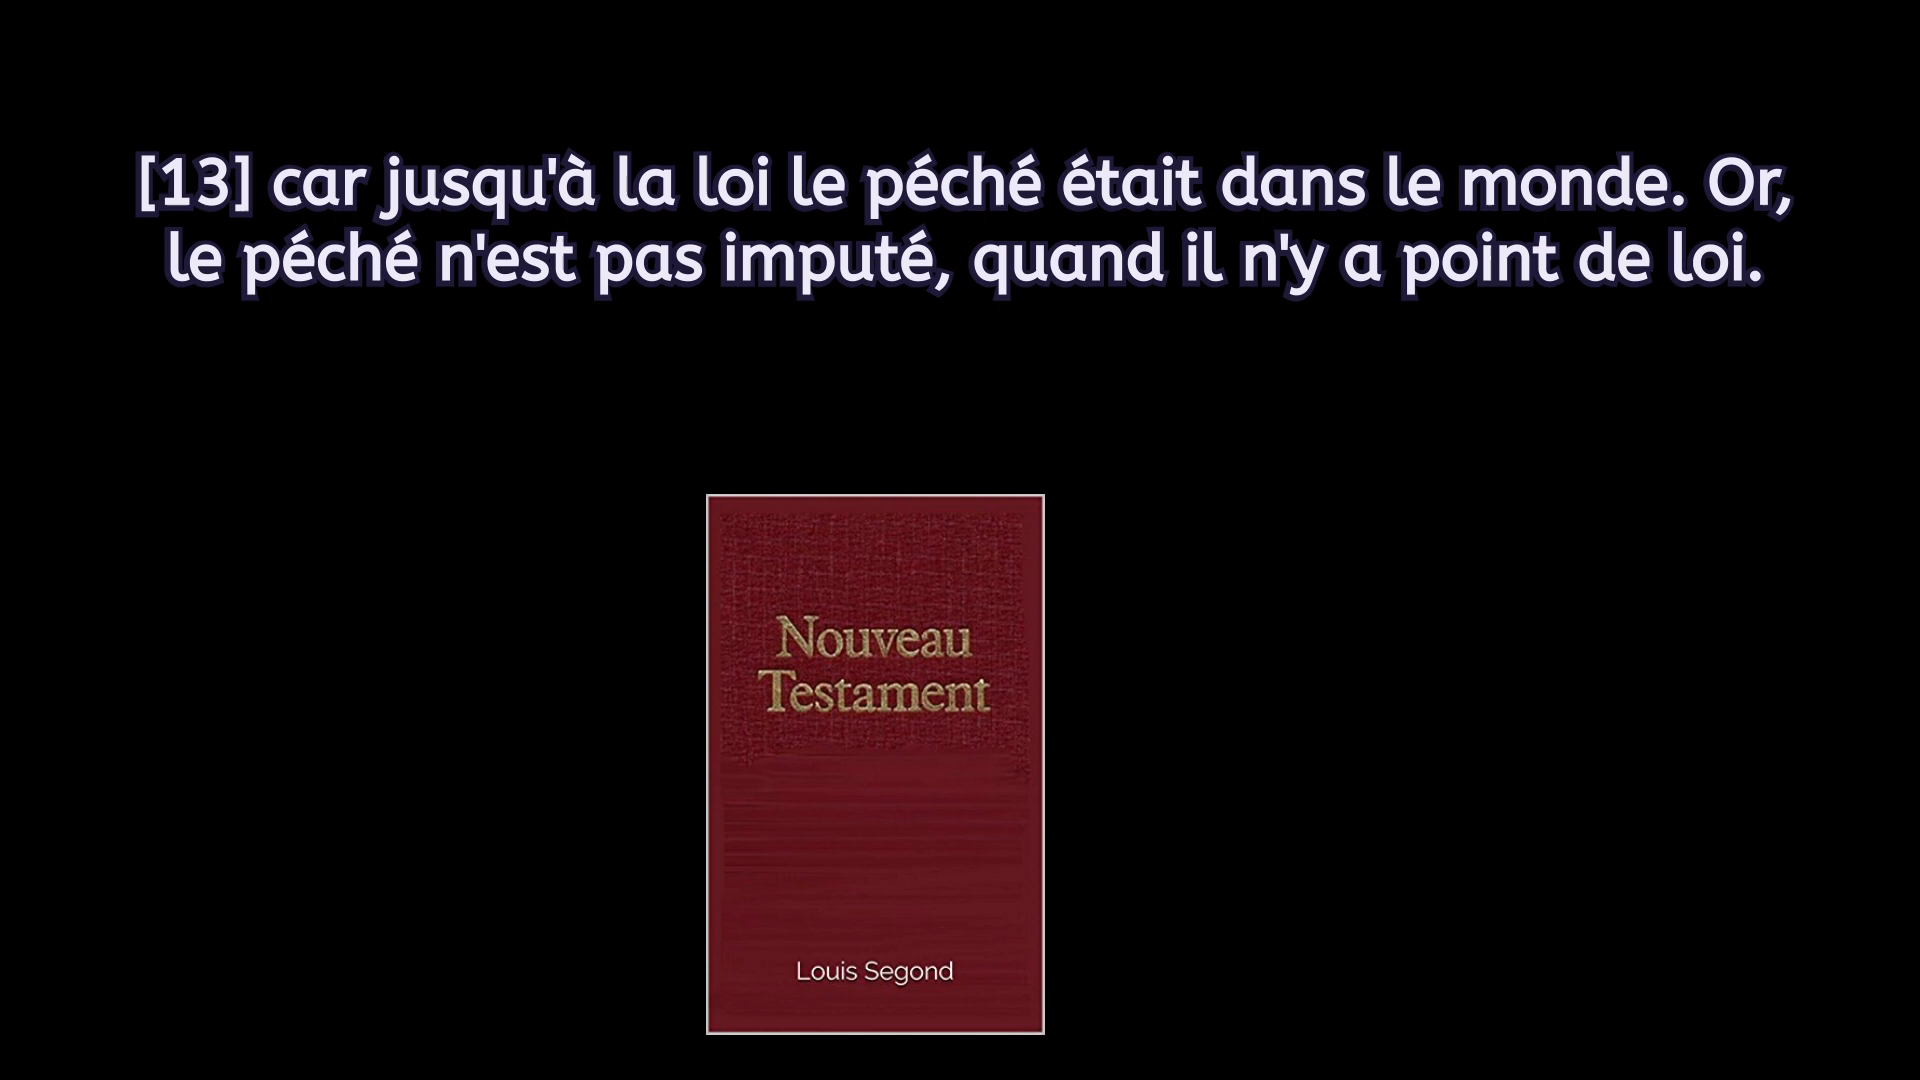 [13] car jusqu'à la loi le péché était dans le monde. Or,
le péché n'est pas imputé, quand il n'y a point de loi.
Nouveau
Testament
Louis Segond